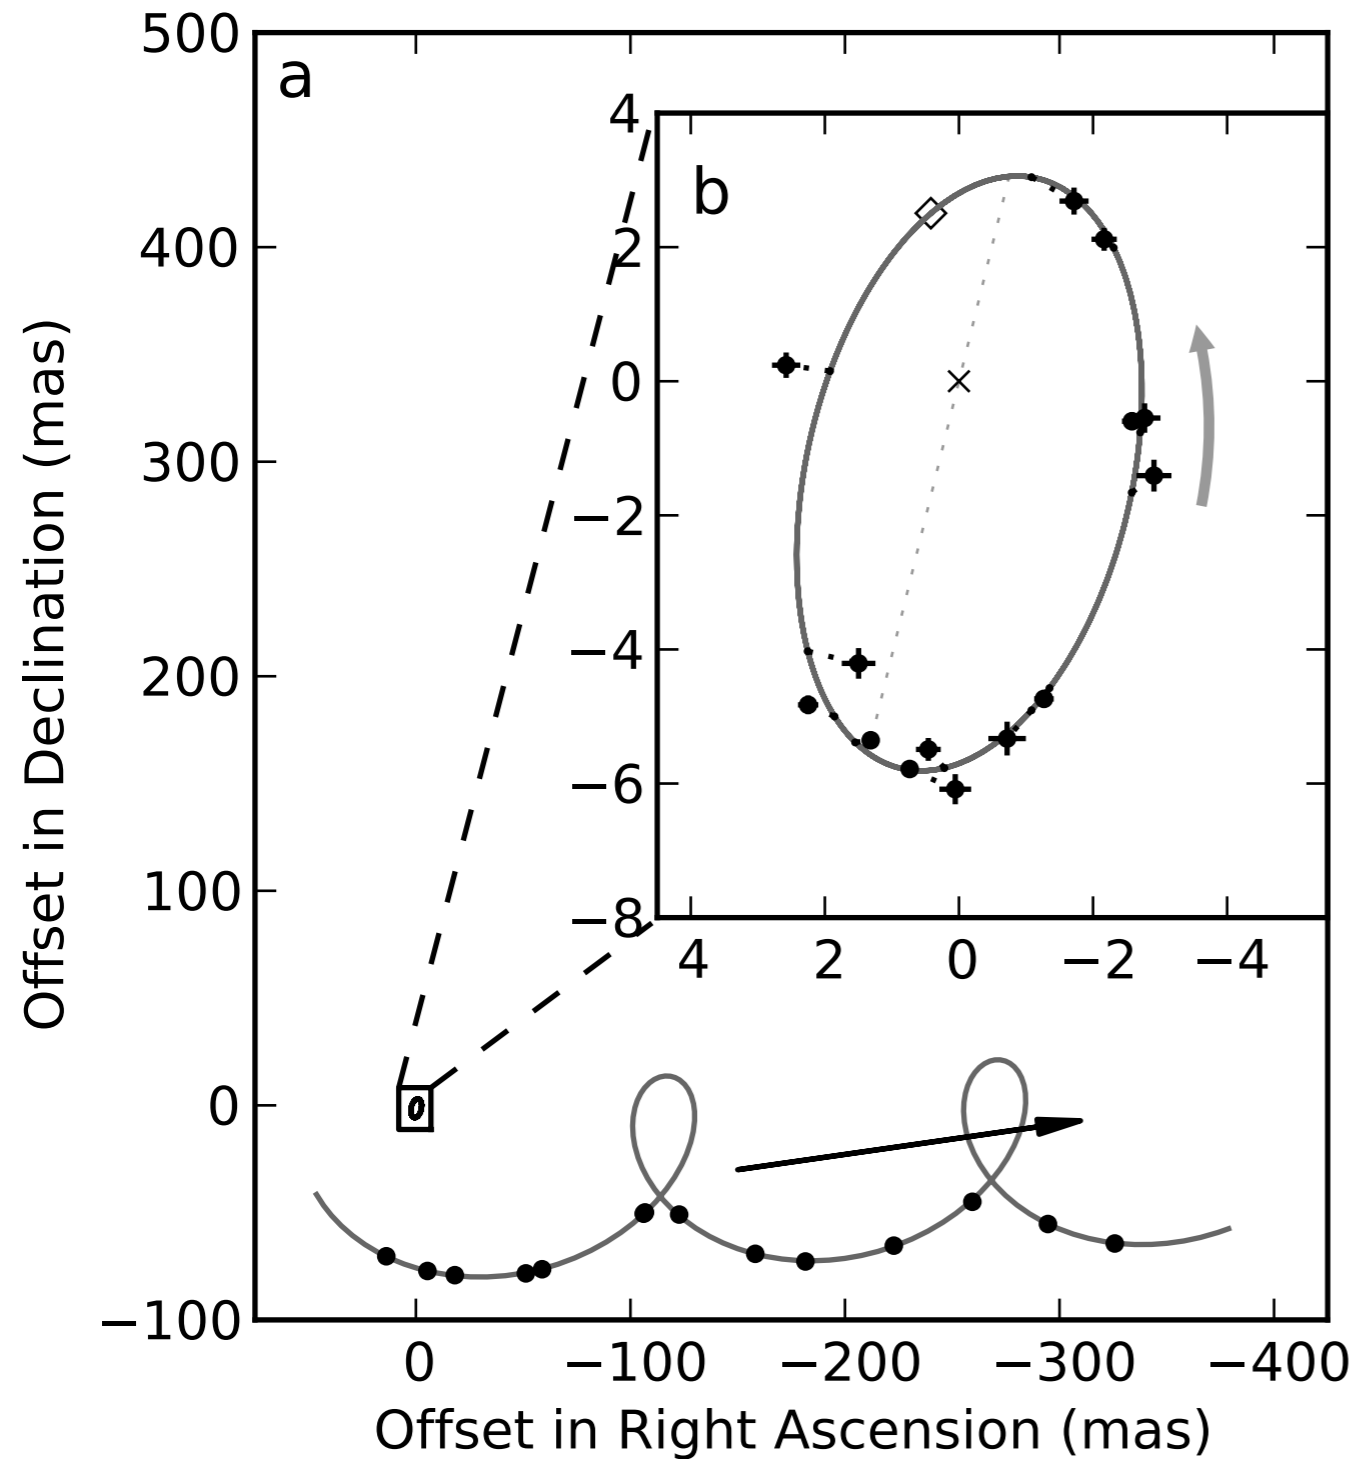 500
a
4
b
400
2
300
0
−2
200
−4
−6
100
−8
4 2 0 −2 −4
0
−100
0 −100 −200 −300 −400
Offset in Right Ascension (mas)
Offset in Declination (mas)